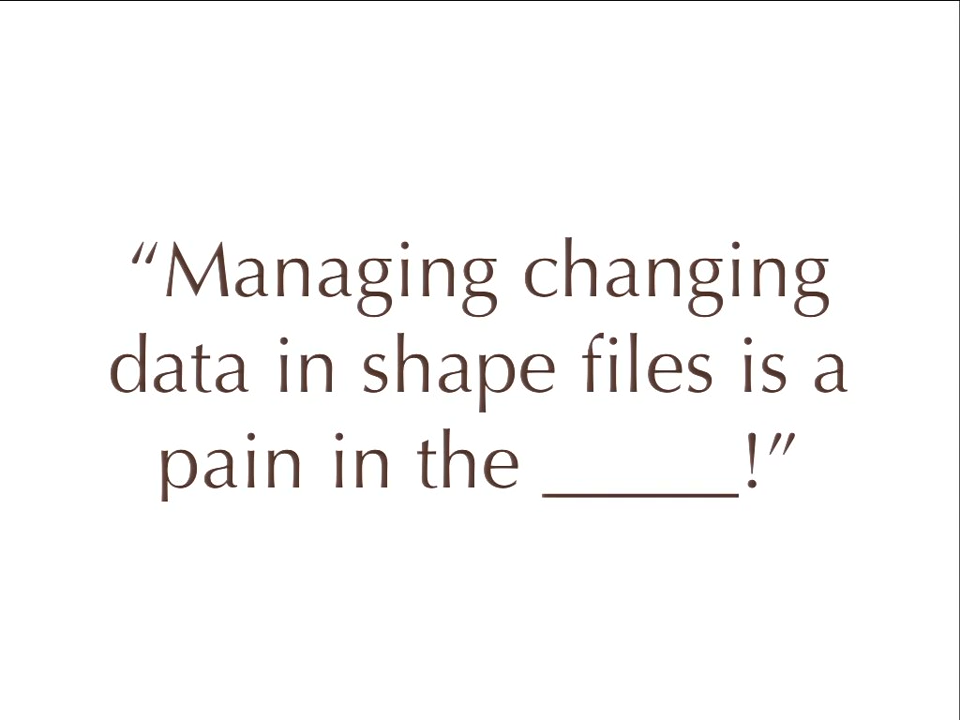 “Managing changing
data in shape files is a
pain in the _____!”